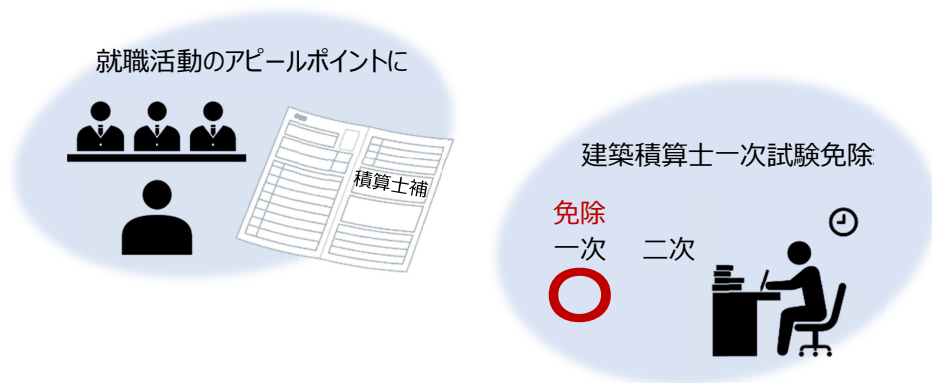 就職活動のアピールポイントに
積算士補
建築積算士一次試験免除
免除
一次 二次